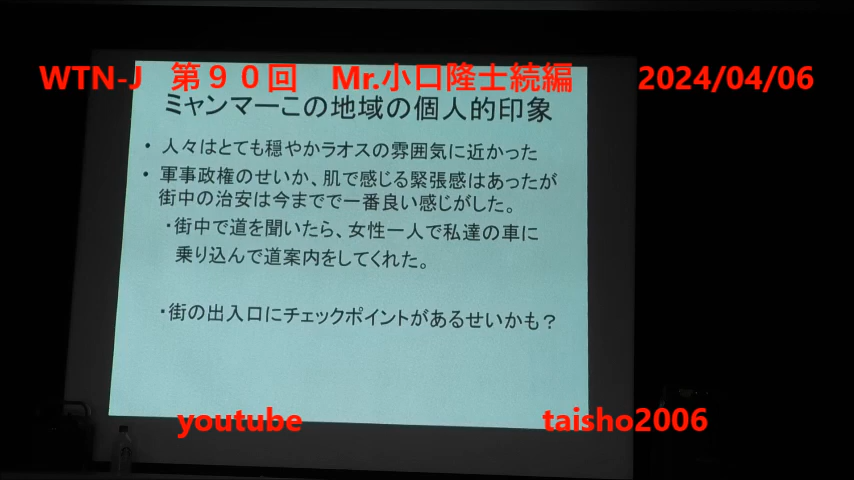 WTN-J 第９０回 Mr.小口隆士続編 2024/04/06
ミャンマーこの地域の個人的印象
・人々はとても穏やかラオスの雰囲気に近かった
・軍事政権のせいか、肌で感じる緊張感はあったが
街中の治安は今までで一番良い感じがした。
・街中で道を聞いたら、女性一人で私達の車に
乗り込んで道案内をしてくれた。
・街の出入口にチェックポイントがあるせいかも？
youtube taisho2006